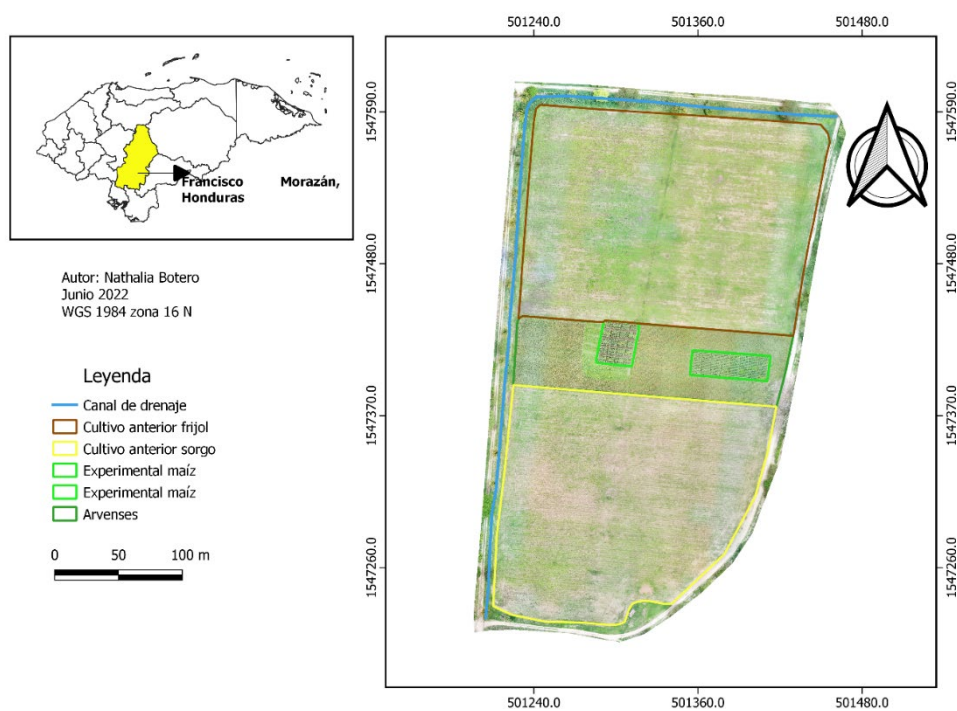 501240.0 501360.0 501480.0
Francisco Morazán,
Honduras
Autor: Nathalia Botero
Junio 2022
WGS 1984 zona 16 N
Leyenda
Canal de drenaje
Cultivo anterior frijol
Cultivo anterior sorgo
Experimental maíz
Experimental maíz
Arvenses
0 50 100 m
1547590.0
1547480.0
1547370.0
1547260.0
1547590.0
1547480.0
1547370.0
1547260.0
501240.0 501360.0 501480.0